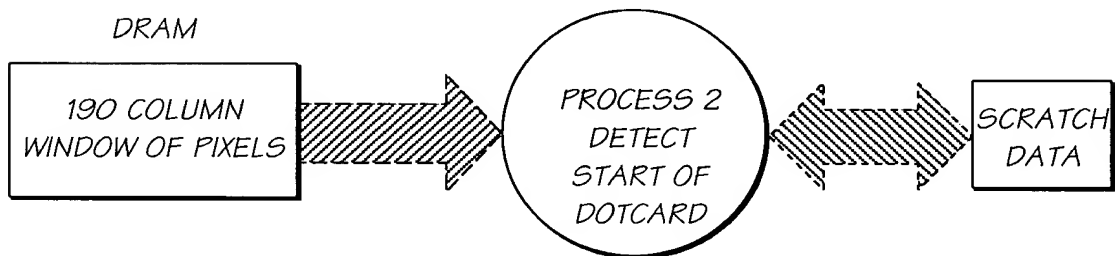 DRAM
190 COLUMN
WINDOW OF PIXELS
PROCESS 2
DETECT
START OF
DOTCARD
SCRATCH
DATA